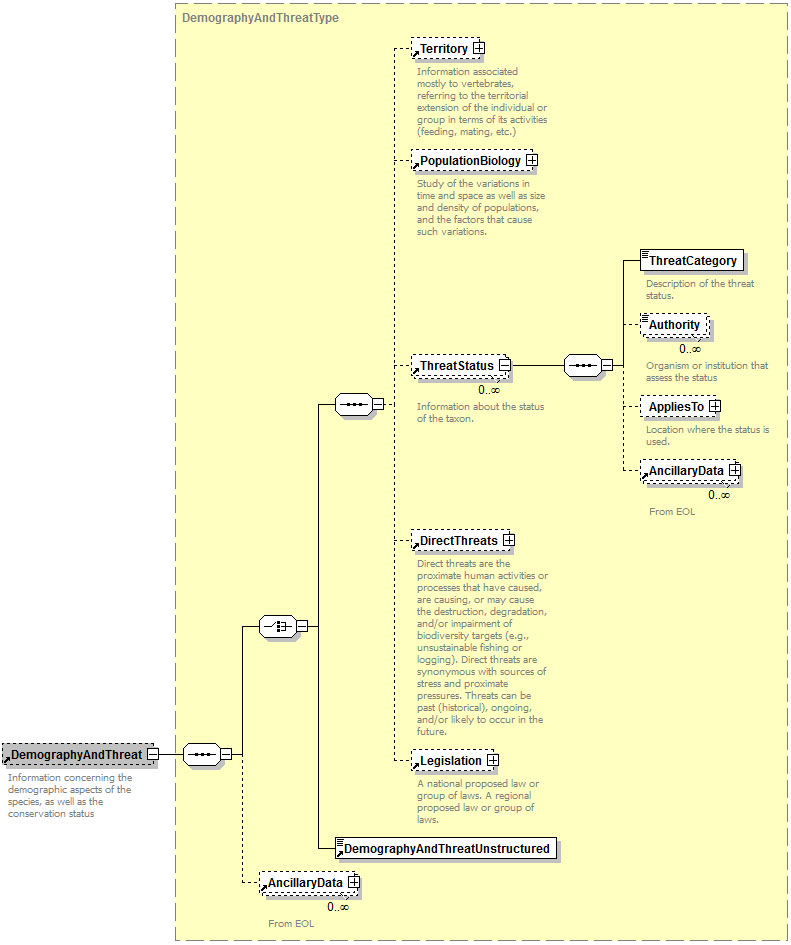 DemographyAndThreatType
Territory
Information associated
mostly to vertebrates,
referring to the territorial
extension of the individual or
group in terms of its activities
(feeding, mating, etc.)
PopulationBiology
Study of the variations in
time and space as well as size
and density of populations,
and the factors that cause
such variations.
ThreatStatus
0..∞
Information about the status
of the taxon.
ThreatCategory
Description of the threat
status.
Authority
0..∞
Organism or institution that
assess the status
AppliesTo
Location where the status is
used.
AncillaryData
0..∞
From EOL
DirectThreats
Direct threats are the
proximate human activities or
processes that have caused,
are causing, or may cause
the destruction, degradation,
and/or impairment of
biodiversity targets (e.g.,
unsustainable fishing or
logging). Direct threats are
synonymous with sources of
stress and proximate
pressures. Threats can be
past (historical), ongoing,
and/or likely to occur in the
future.
Legislation
A national proposed law or
group of laws. A regional
proposed law or group of
laws.
DemographyAndThreat
Information concerning the
demographic aspects of the
species, as well as the
conservation status
DemographyAndThreatUnstructured
AncillaryData
0..∞
From EOL